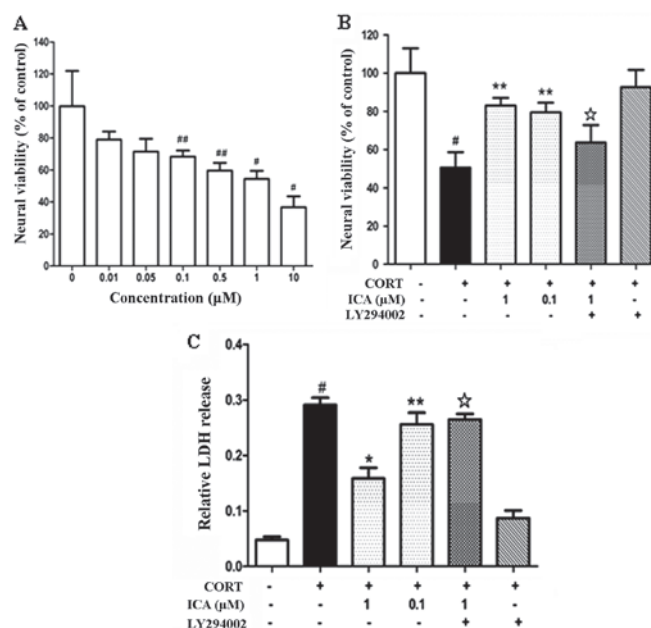 A
Neural viability (% of control)
140
120
100
80
60
40
20
0
## ## # #
0 0.01 0.05 0.1 0.5 1 10
Concentration (µM)
B
Neural viability (% of control)
120
100
80
60
40
20
0
# ** ** ☆
CORT - + + + + +
ICA (µM) - - 1 0.1 1 -
LY294002 - - - - + +
C
Relative LDH release
0.4
0.3
0.2
0.1
0.0
# * ** ☆
CORT - + + + + +
ICA (µM) - - 1 0.1 1 -
LY294002 - - - - + +